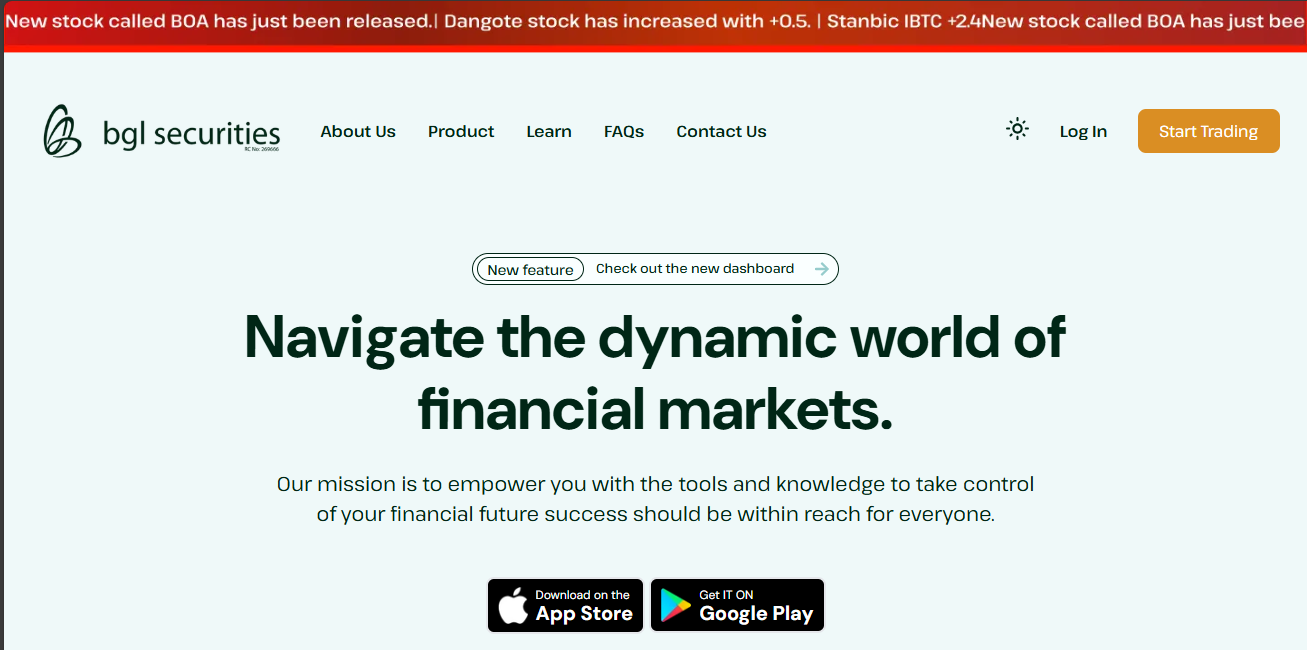 New stock called BOA has just been released.| Dangote stock has increased with +0.5. | Stanbic IBTC +2.4New stock called BOA has just bee
bgl securities
RC No: 269666
About Us Product Learn FAQs Contact Us Log In Start Trading
New feature Check out the new dashboard
Navigate the dynamic world of
financial markets.
Our mission is to empower you with the tools and knowledge to take control
of your financial future success should be within reach for everyone.
Download on the
App Store
Get IT ON
Google Play